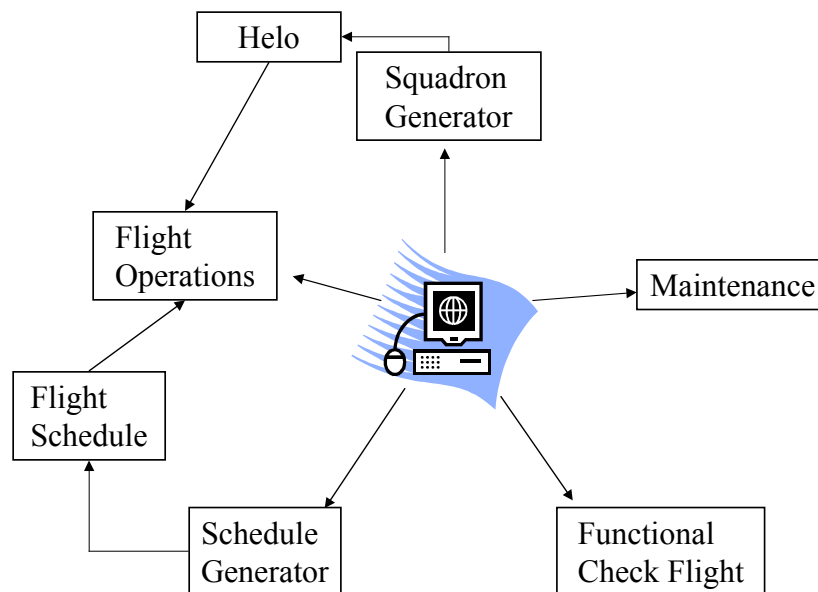 Helo
Squadron
Generator
Flight
Operations
Maintenance
Flight
Schedule
Schedule
Generator
Functional
Check Flight